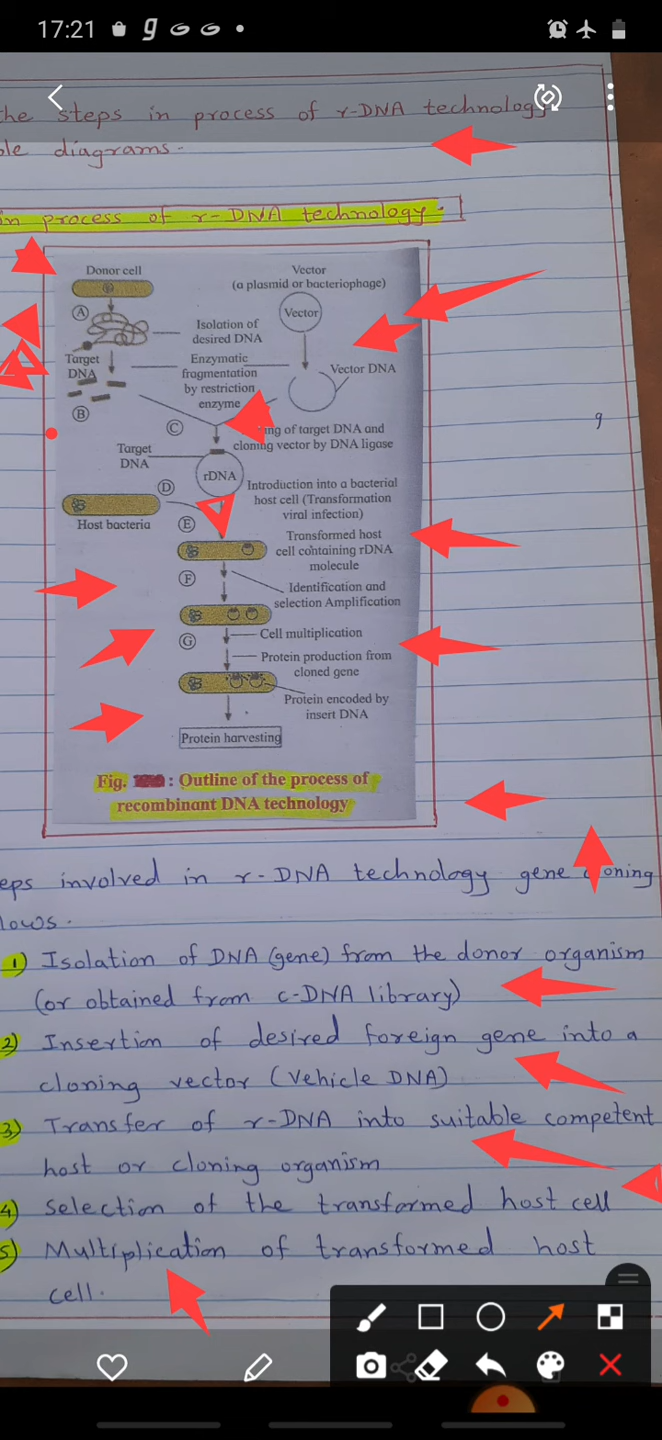 17:21
the steps in process of r-DNA technology
diagrams.
in process of r-DNA technology.
Donor cell
Vector
(a plasmid or bacteriophage)
A
Vector
Isolation of
desired DNA
Target
DNA
Enzymatic
fragmentation
by restriction
enzyme
Vector DNA
B
C
of target DNA and
cloning vector by DNA ligase
Target
DNA
rDNA
D
Introduction into a bacterial
host cell (Transformation
viral infection)
Host bacteria
E
Transformed host
cell containing rDNA
molecule
F
Identification and
selection Amplification
G
Cell multiplication
Protein production from
cloned gene
Protein encoded by
insert DNA
Protein harvesting
Fig. : Outline of the process of
recombinant DNA technology
9
involved in r-DNA technology gene cloning
1) Isolation of DNA (gene) from the donor organism
(or obtained from c-DNA library)
2) Insertion of desired foreign gene into a
cloning vector (Vehicle DNA)
3) Transfer of r-DNA into suitable competent
host or cloning organism
4) Selection of the transformed host cell
5) Multiplication of transformed host
cell.